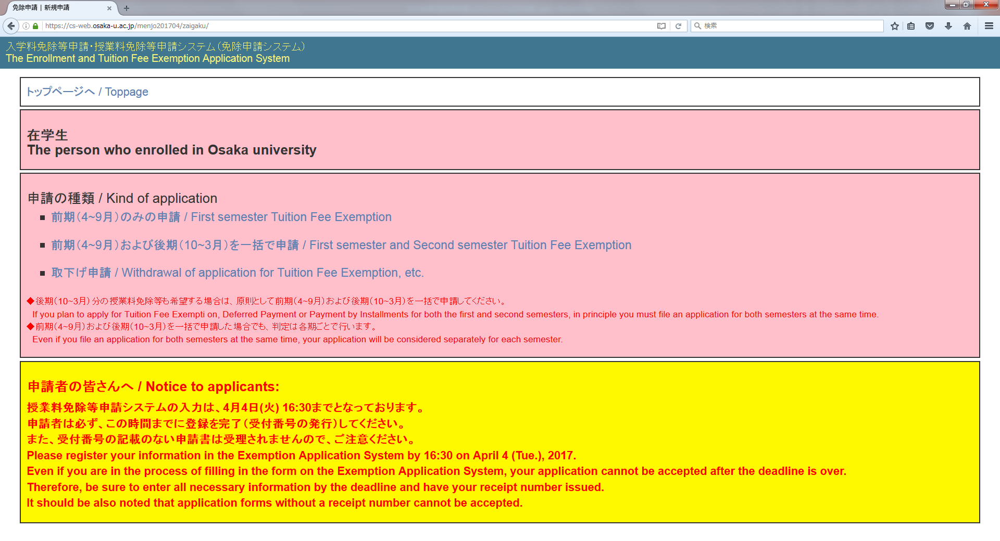 免除申請 | 新規申請
https://cs-web.osaka-u.ac.jp/menjo201704/zaigaku/
検索
入学料免除等申請・授業料免除等申請システム（免除申請システム）
The Enrollment and Tuition Fee Exemption Application System
トップページへ / Toppage
在学生
The person who enrolled in Osaka university
申請の種類 / Kind of application
前期（4~9月）のみの申請 / First semester Tuition Fee Exemption
前期（4~9月）および後期（10~3月）を一括で申請 / First semester and Second semester Tuition Fee Exemption
取下げ申請 / Withdrawal of application for Tuition Fee Exemption, etc.
◆後期（10~3月）分の授業料免除等も希望する場合は、原則として前期（4~9月）および後期（10~3月）を一括で申請してください。
If you plan to apply for Tuition Fee Exempti on, Deferred Payment or Payment by Installments for both the first and second semesters, in principle you must file an application for both semesters at the same time.
◆前期（4~9月）および後期（10~3月）を一括で申請した場合でも、判定は各期ごとで行います。
Even if you file an application for both semesters at the same time, your application will be considered separately for each semester.
申請者の皆さんへ / Notice to applicants:
授業料免除等申請システムの入力は、4月4日(火) 16:30までとなっております。
申請者は必ず、この時間までに登録を完了（受付番号の発行）してください。
また、受付番号の記載のない申請書は受理されませんので、ご注意ください。
Please register your information in the Exemption Application System by 16:30 on April 4 (Tue.), 2017.
Even if you are in the process of filling in the form on the Exemption Application System, your application cannot be accepted after the deadline is over.
Therefore, be sure to enter all necessary information by the deadline and have your receipt number issued.
It should be also noted that application forms without a receipt number cannot be accepted.